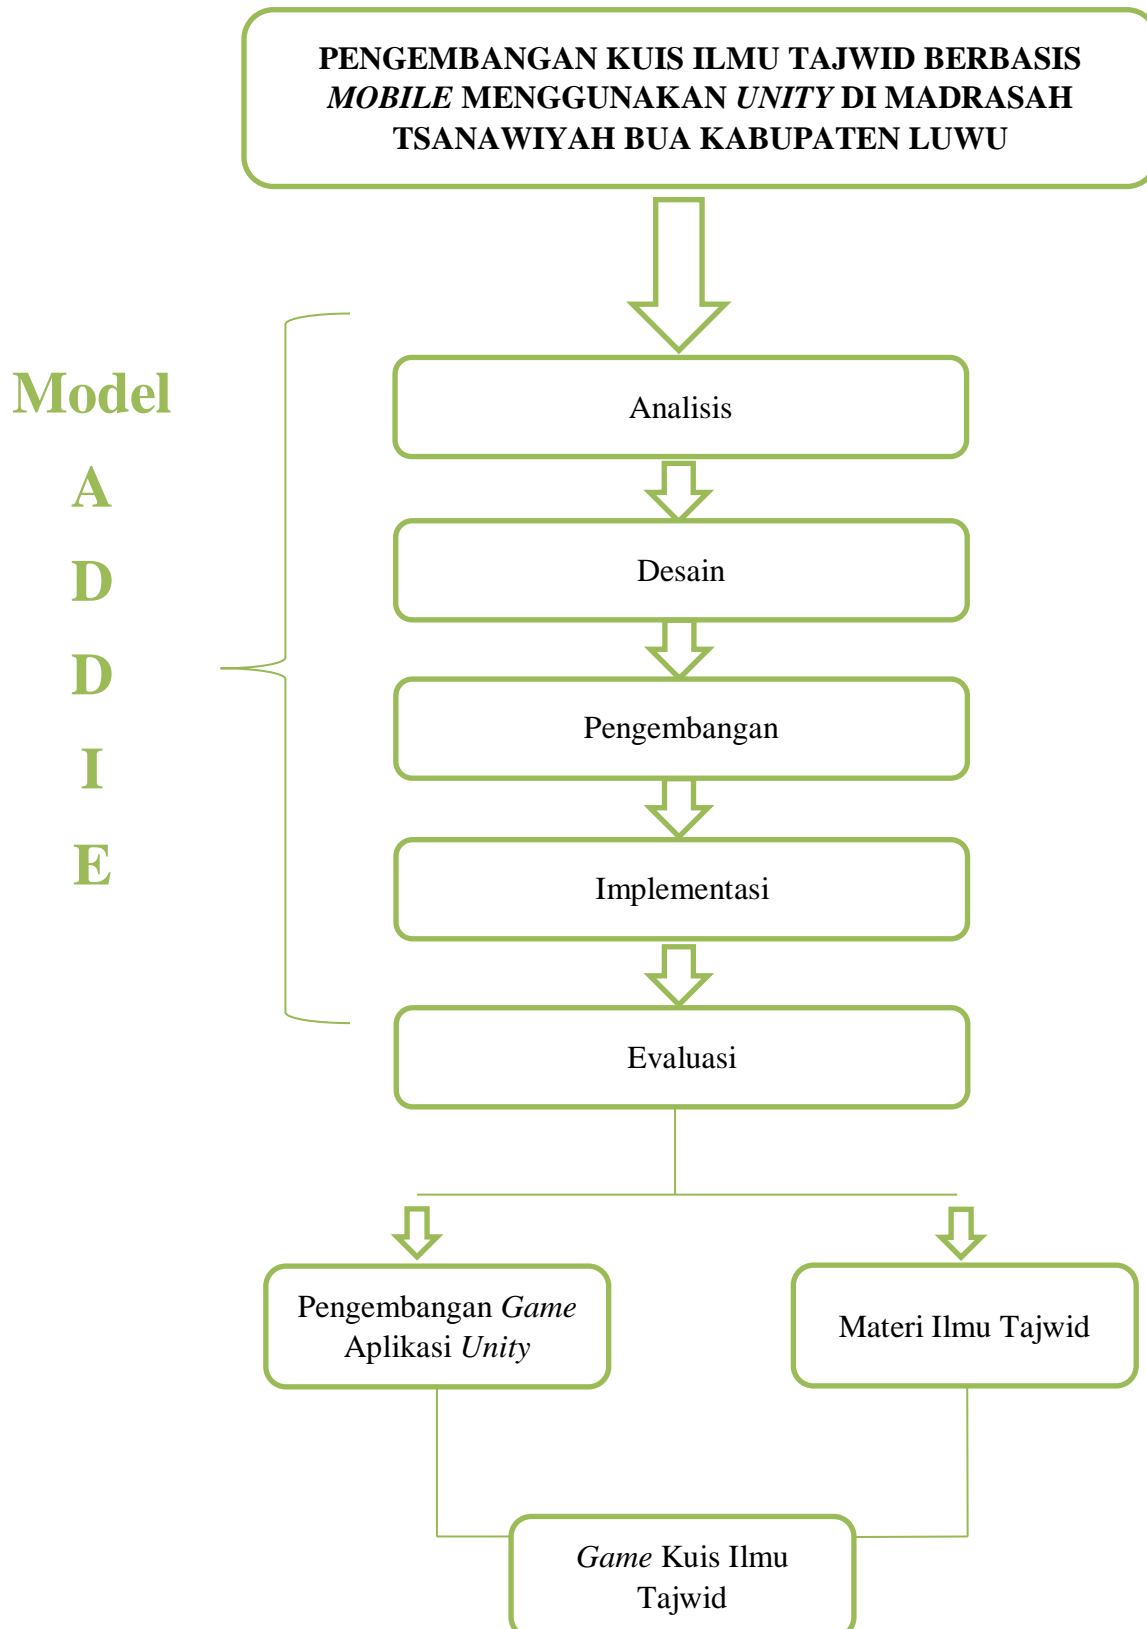 PENGEMBANGAN KUIS ILMU TAJWID BERBASIS
MOBILE MENGGUNAKAN UNITY DI MADRASAH
TSANAWIYAH BUA KABUPATEN LUWU
Model
A
D
D
I
E
Analisis
Desain
Pengembangan
Implementasi
Evaluasi
Pengembangan Game
Aplikasi Unity
Materi Ilmu Tajwid
Game Kuis Ilmu
Tajwid